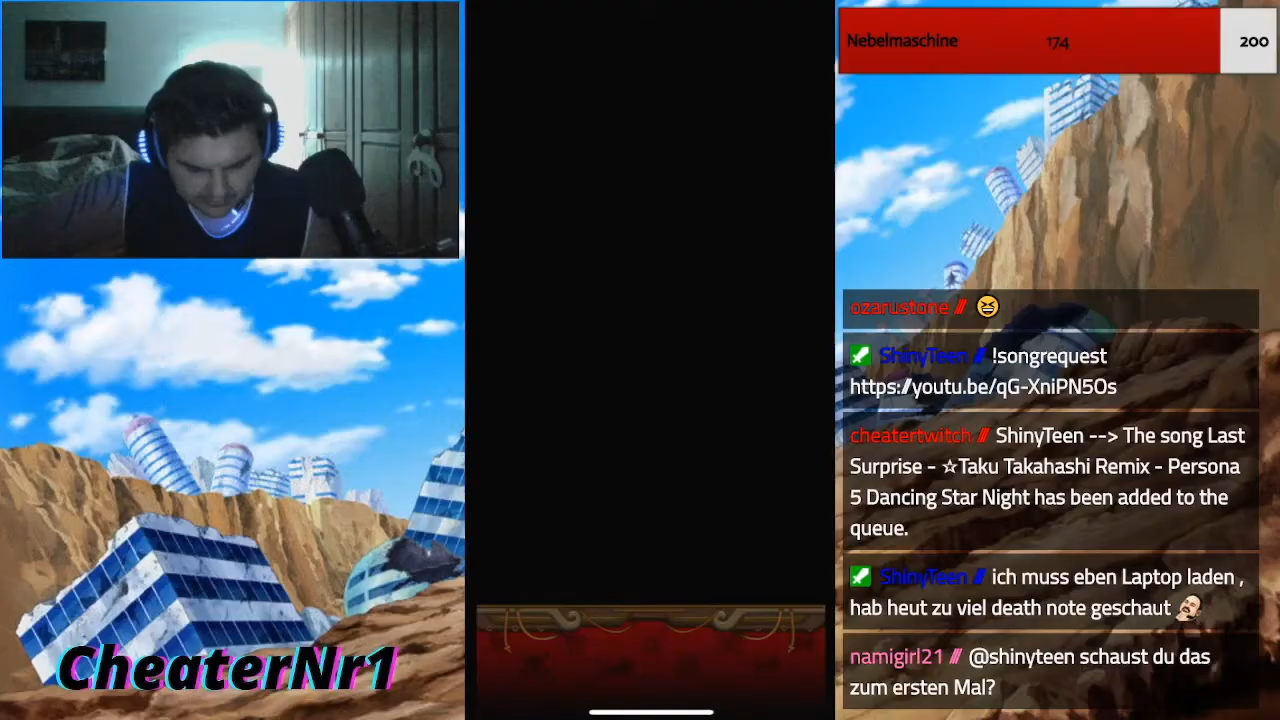 Nebelmaschine 174 200
ozarustone // 😆
ShinyTeen // !songrequest
https://youtu.be/qG-XniPN5Os
cheatertwitch // ShinyTeen --> The song Last
Surprise - ☆Taku Takahashi Remix - Persona
5 Dancing Star Night has been added to the
queue.
ShinyTeen // ich muss eben Laptop laden ,
hab heut zu viel death note geschaut
namigirl21 // @shinyteen schaust du das
zum ersten Mal?
CheaterNr1